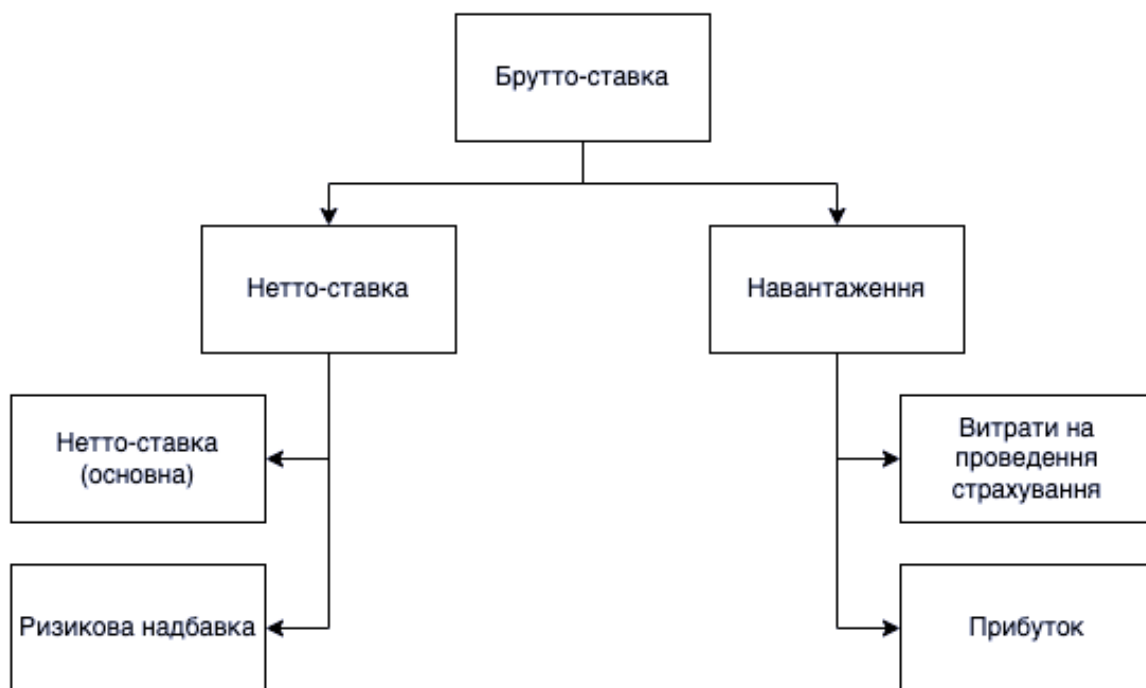 Брутто-ставка
Нетто-ставка
Навантаження
Нетто-ставка
(основна)
Витрати на
проведення
страхування
Ризикова надбавка
Прибуток